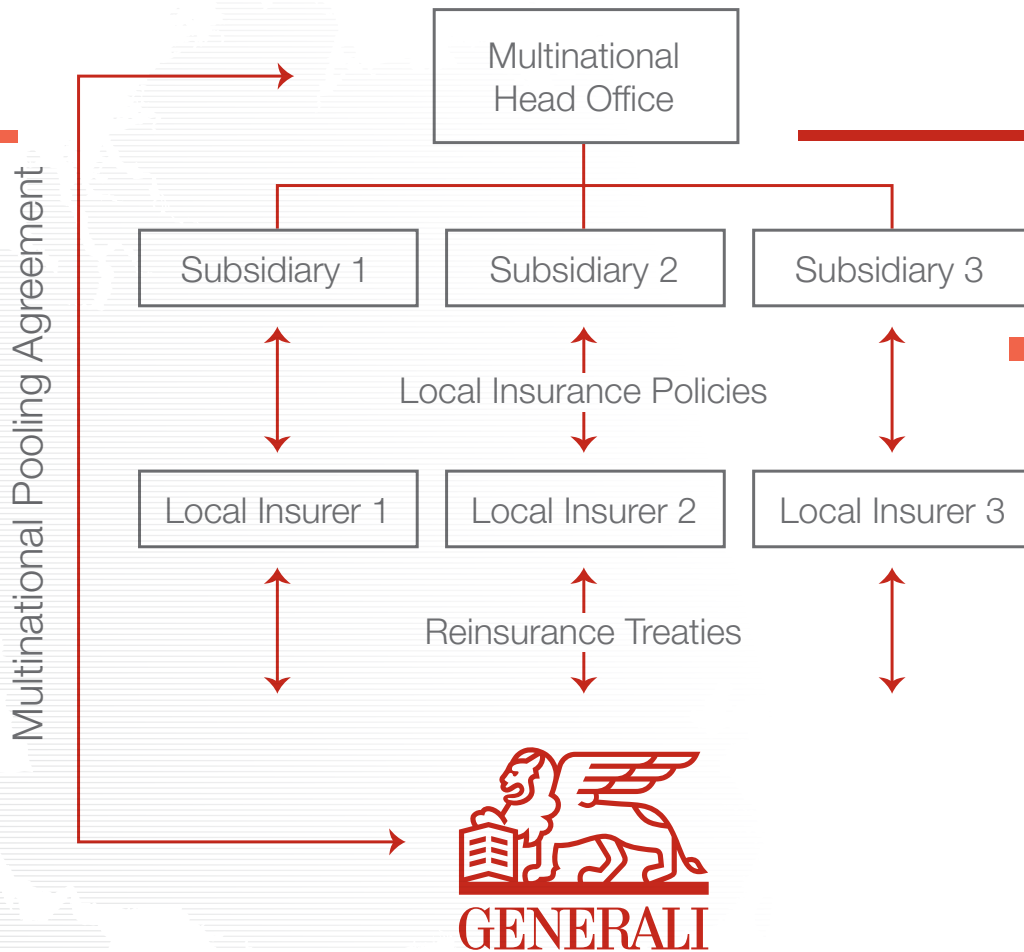 Multinational
Head Office
Multinational Pooling Agreement
Subsidiary 1
Subsidiary 2
Subsidiary 3
Local Insurance Policies
Local Insurer 1
Local Insurer 2
Local Insurer 3
Reinsurance Treaties
GENERALI